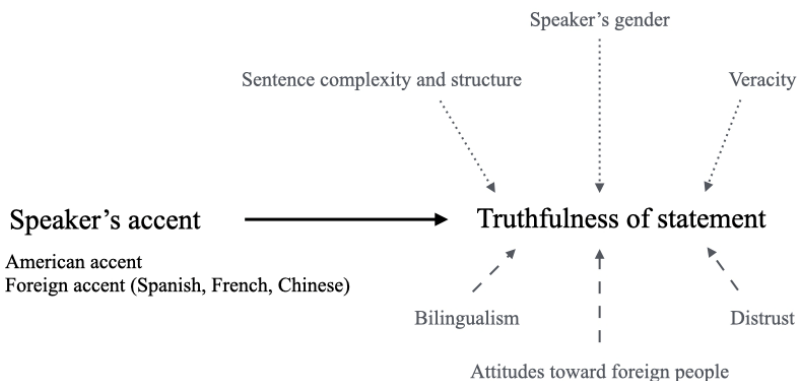 Speaker’s gender
Sentence complexity and structure
Veracity
Speaker’s accent
Truthfulness of statement
American accent
Foreign accent (Spanish, French, Chinese)
Bilingualism
Distrust
Attitudes toward foreign people